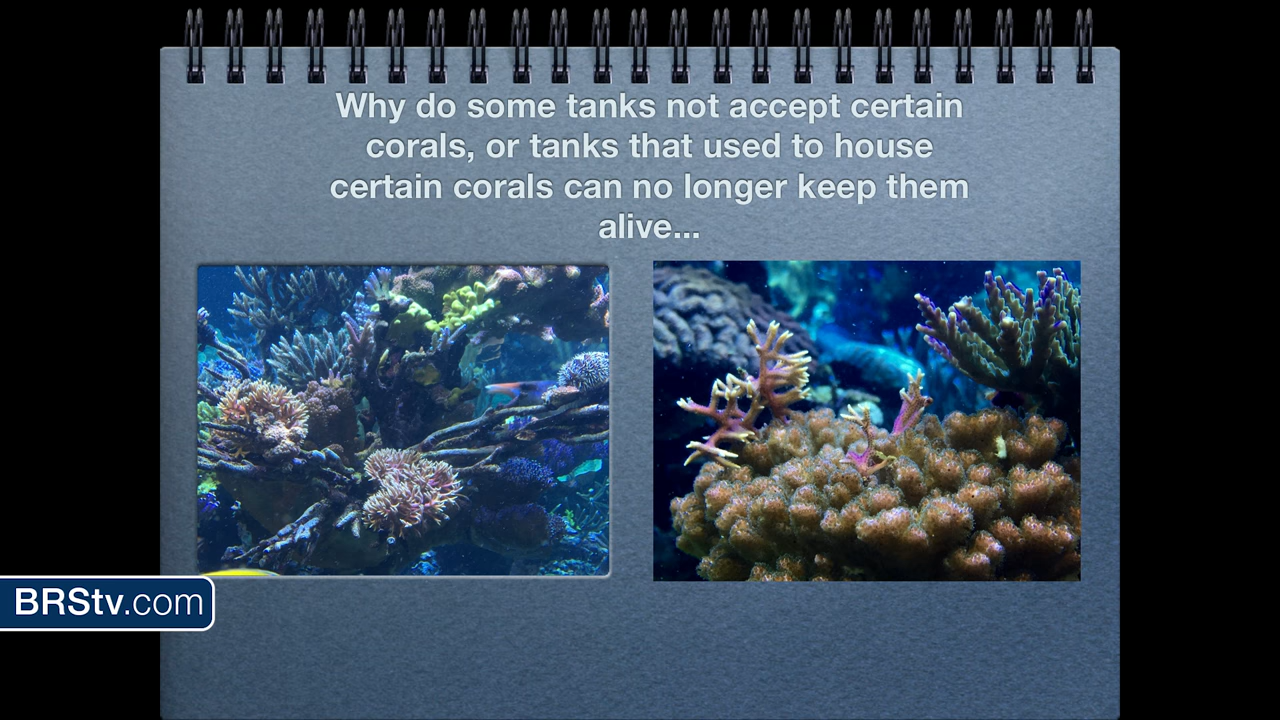 Why do some tanks not accept certain
corals, or tanks that used to house
certain corals can no longer keep them
alive...
BRStv.com